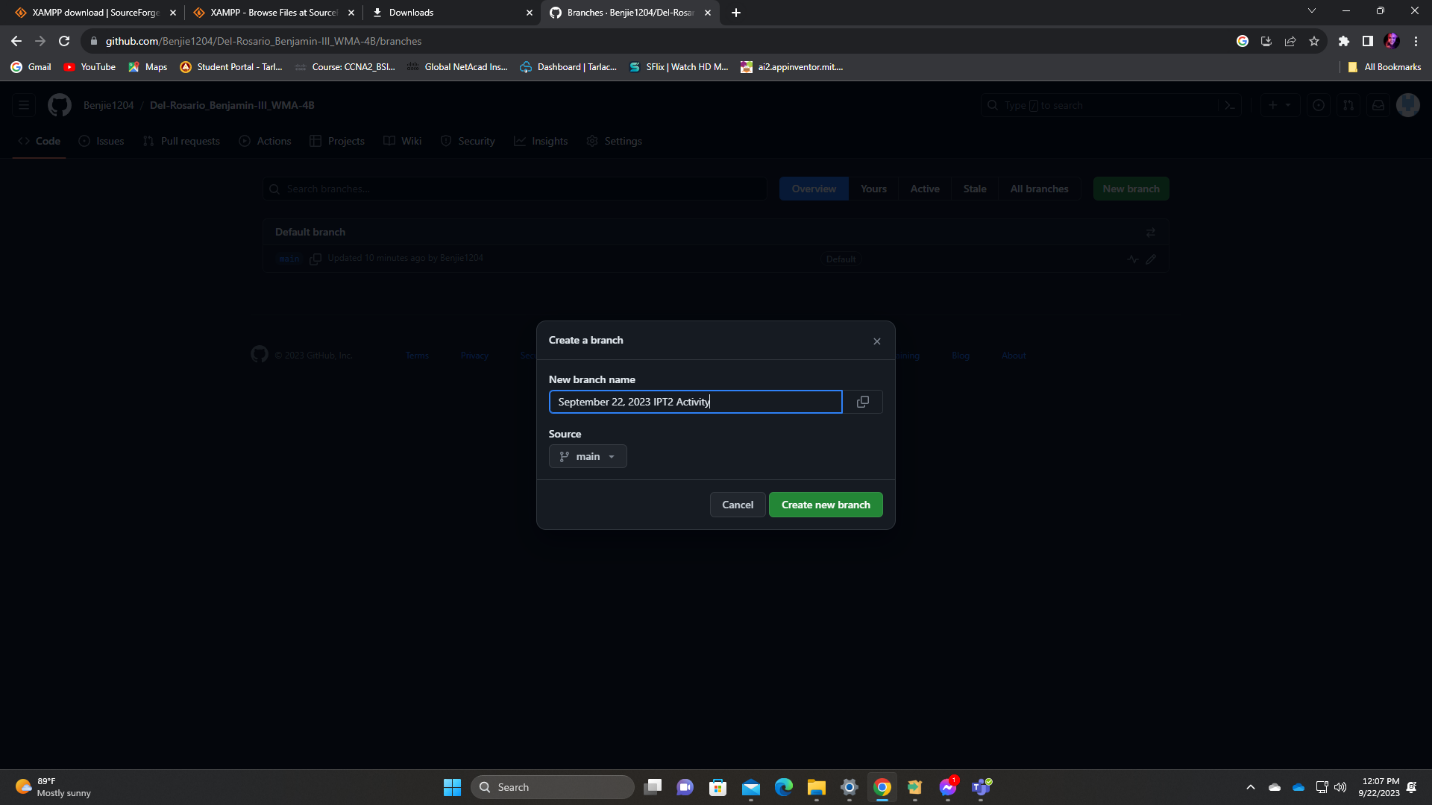 XAMPP download | SourceForge
XAMPP - Browse Files at SourceF
Downloads
Branches · Benjie1204/Del-Rosar
github.com/Benjie1204/Del-Rosario_Benjamin-III_WMA-4B/branches
Gmail
YouTube
Maps
Student Portal - Tarl...
Course: CCNA2_BSI...
Global NetAcad Ins...
Dashboard | Tarlac...
SFlix | Watch HD M...
ai2.appinventor.mit....
All Bookmarks
Benjie1204 / Del-Rosario_Benjamin-III_WMA-4B
Type / to search
Code
Issues
Pull requests
Actions
Projects
Wiki
Security
Insights
Settings
Search branches...
Overview
Yours
Active
Stale
All branches
New branch
Default branch
main
Updated 10 minutes ago by Benjie1204
Default
Create a branch
New branch name
September 22, 2023 IPT2 Activity
Source
main
Cancel
Create new branch
© 2023 GitHub, Inc.
Terms
Privacy
Blog
About
89°F
Mostly sunny
Search
1
12:07 PM
9/22/2023